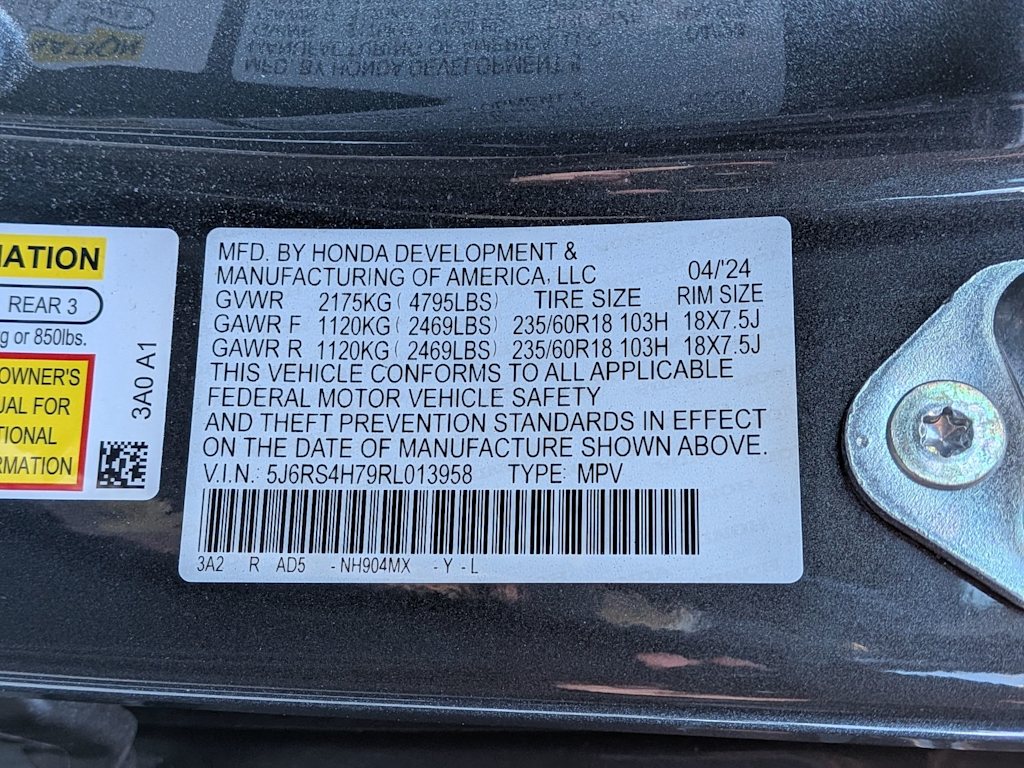 MATION
REAR 3
g or 850lbs.
OWNER'S
UAL FOR
TIONAL
RMATION
3A0 A1
MFD. BY HONDA DEVELOPMENT &
MANUFACTURING OF AMERICA, LLC 04/'24
GVWR 2175KG ( 4795LBS) TIRE SIZE RIM SIZE
GAWR F 1120KG ( 2469LBS) 235/60R18 103H 18X7.5J
GAWR R 1120KG ( 2469LBS) 235/60R18 103H 18X7.5J
THIS VEHICLE CONFORMS TO ALL APPLICABLE
FEDERAL MOTOR VEHICLE SAFETY
AND THEFT PREVENTION STANDARDS IN EFFECT
ON THE DATE OF MANUFACTURE SHOWN ABOVE.
V.I.N.: 5J6RS4H79RL013958 TYPE: MPV
3A2 R AD5 -NH904MX -Y -L